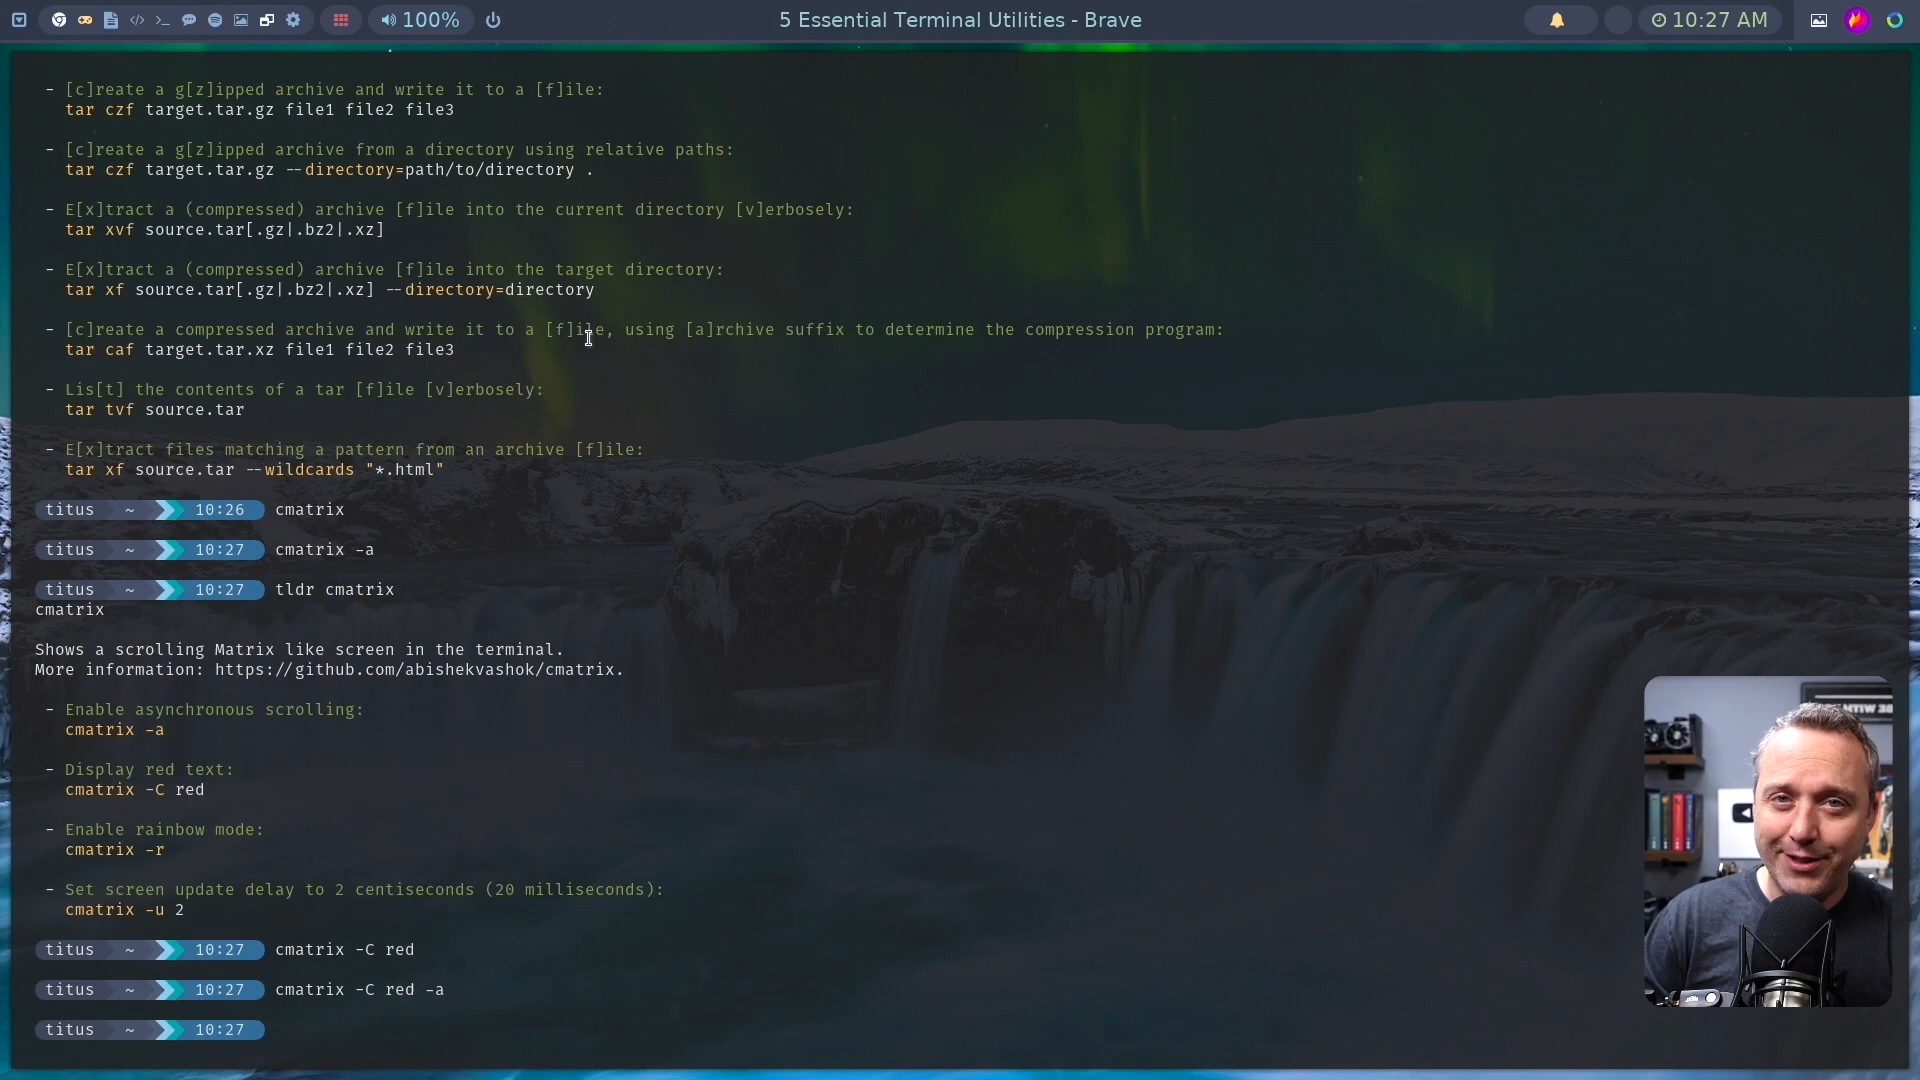 100%
5 Essential Terminal Utilities - Brave
10:27 AM
- [c]reate a g[z]ipped archive and write it to a [f]ile:
tar czf target.tar.gz file1 file2 file3
- [c]reate a g[z]ipped archive from a directory using relative paths:
tar czf target.tar.gz --directory=path/to/directory .
- E[x]tract a (compressed) archive [f]ile into the current directory [v]erbosely:
tar xvf source.tar[.gz|.bz2|.xz]
- E[x]tract a (compressed) archive [f]ile into the target directory:
tar xf source.tar[.gz|.bz2|.xz] --directory=directory
- [c]reate a compressed archive and write it to a [f]ile, using [a]rchive suffix to determine the compression program:
tar caf target.tar.xz file1 file2 file3
- Lis[t] the contents of a tar [f]ile [v]erbosely:
tar tvf source.tar
- E[x]tract files matching a pattern from an archive [f]ile:
tar xf source.tar --wildcards "*.html"
titus ~ 10:26 cmatrix
titus ~ 10:27 cmatrix -a
titus ~ 10:27 tldr cmatrix
cmatrix
Shows a scrolling Matrix like screen in the terminal.
More information: https://github.com/abishekvashok/cmatrix.
- Enable asynchronous scrolling:
cmatrix -a
- Display red text:
cmatrix -C red
- Enable rainbow mode:
cmatrix -r
- Set screen update delay to 2 centiseconds (20 milliseconds):
cmatrix -u 2
titus ~ 10:27 cmatrix -C red
titus ~ 10:27 cmatrix -C red -a
titus ~ 10:27